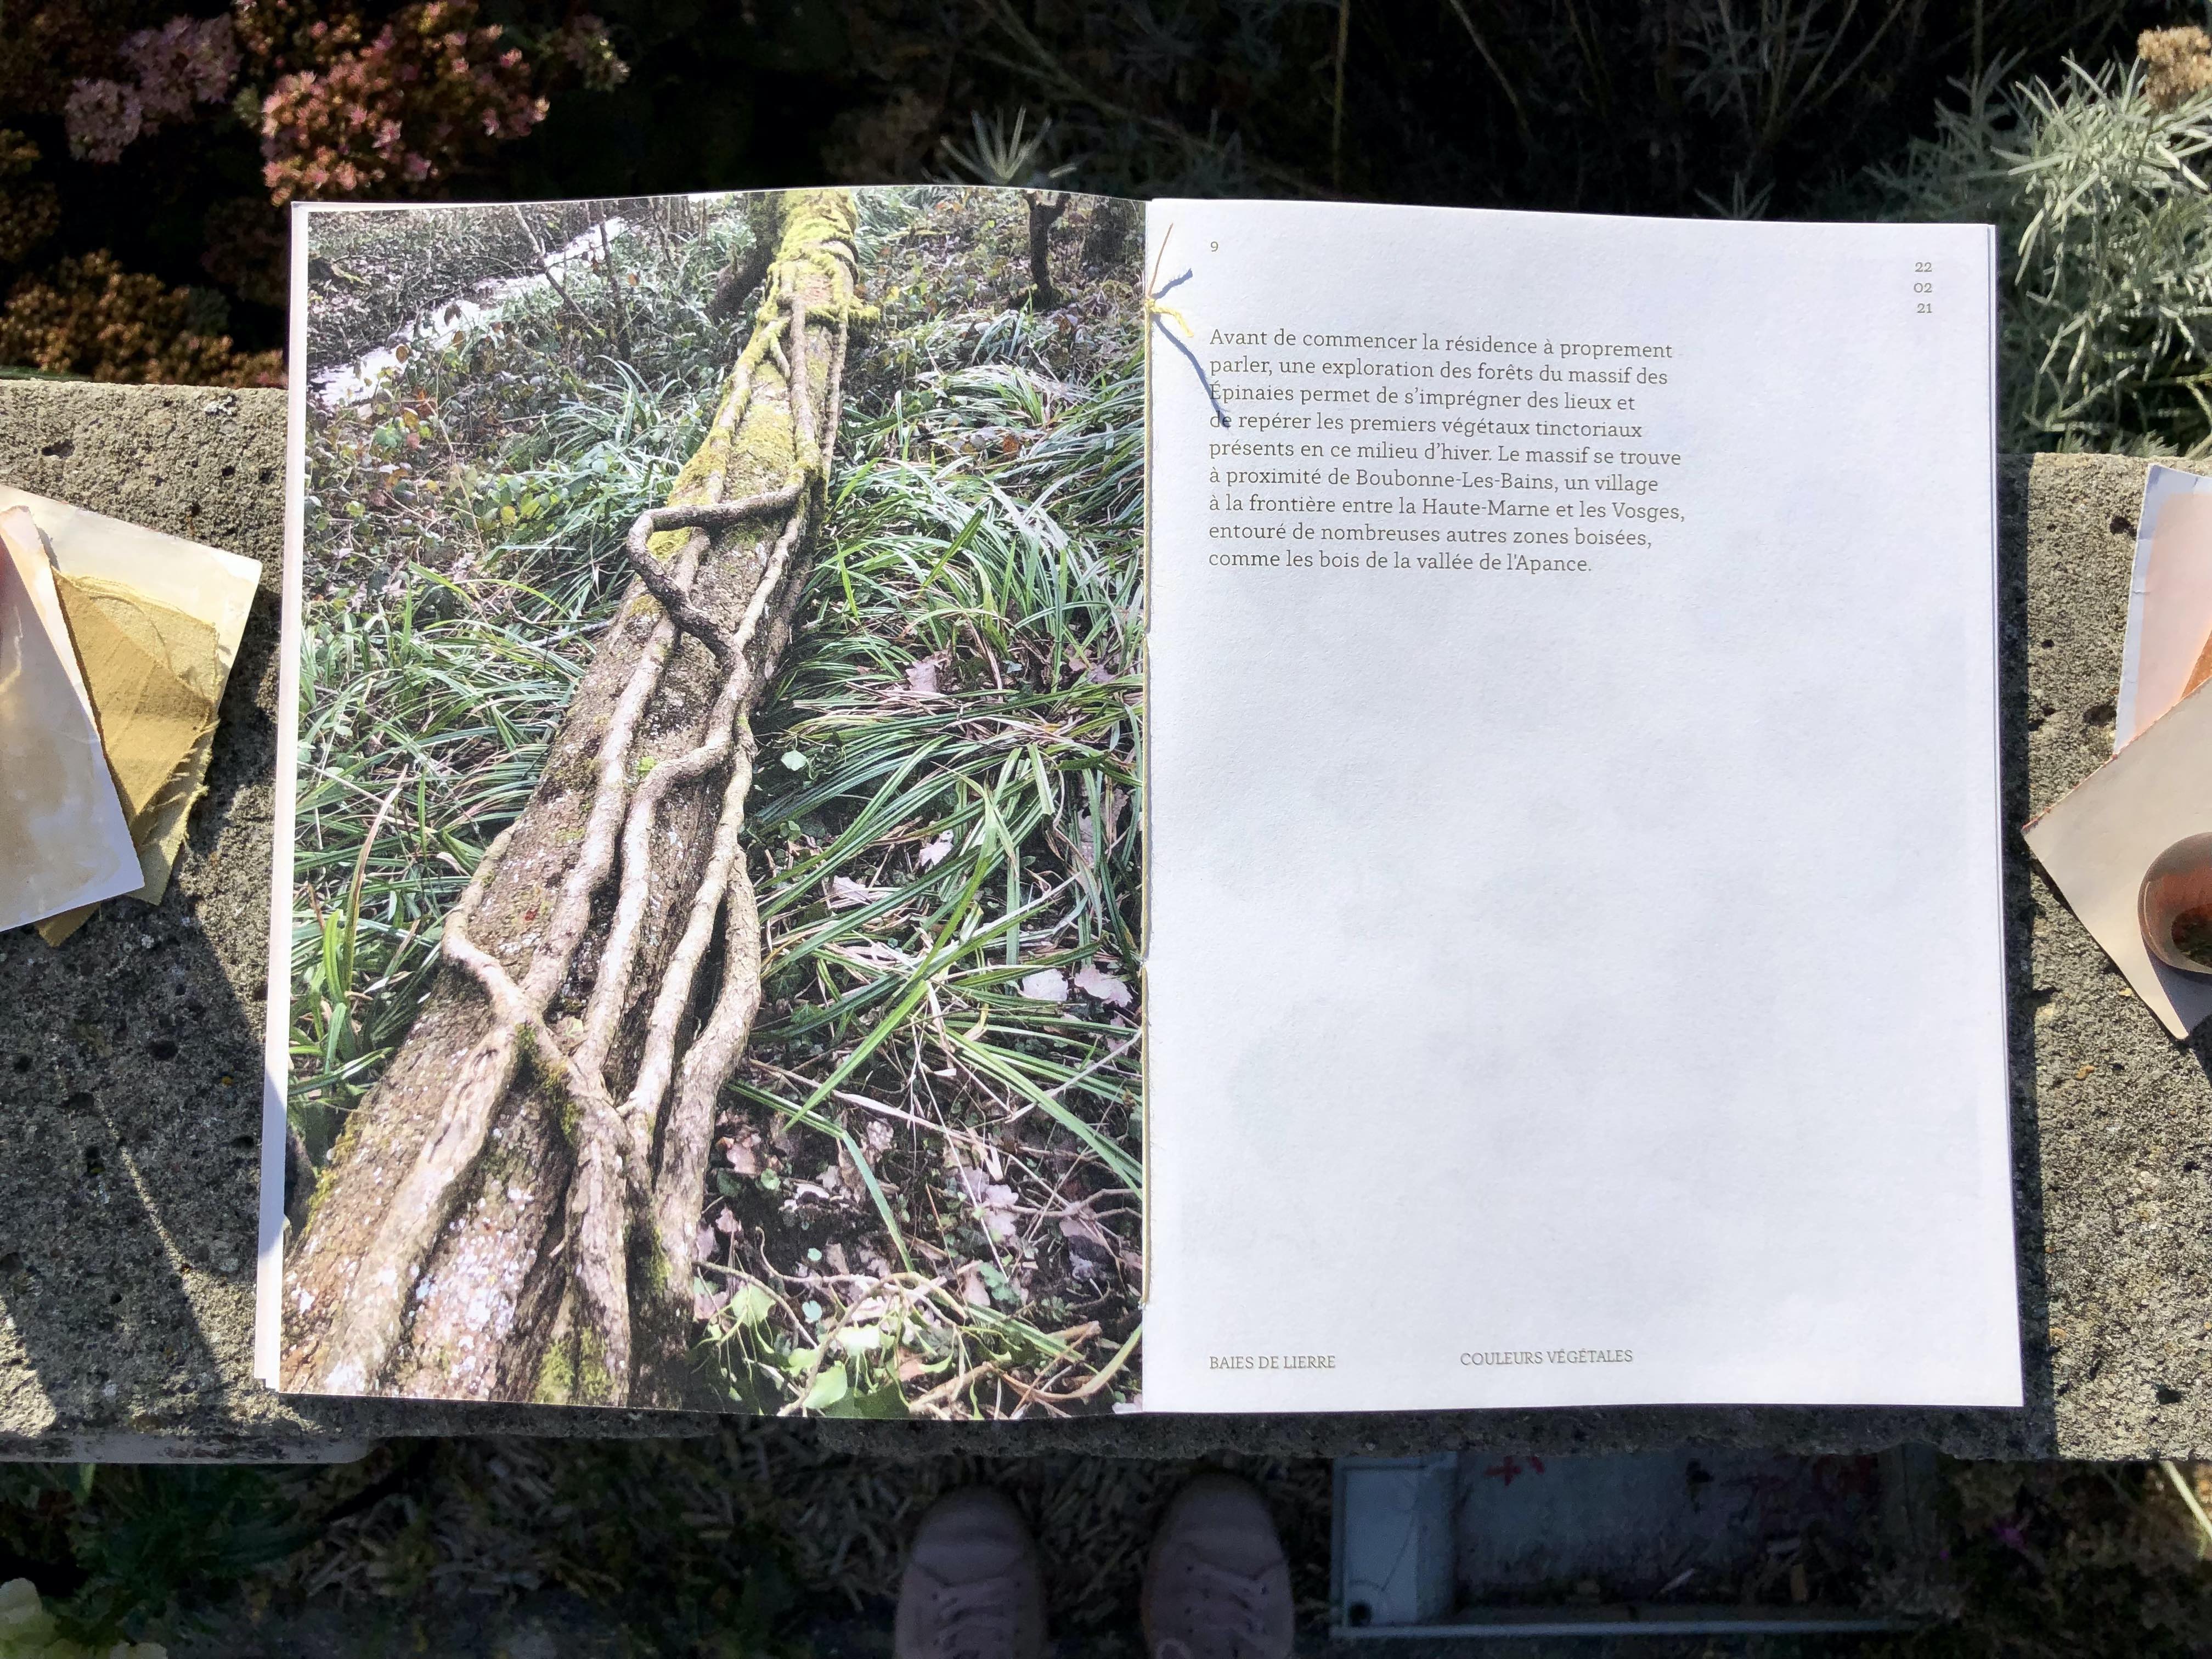 9
22
02
21
Avant de commencer la résidence à proprement
parler, une exploration des forêts du massif des
Épinaies permet de s’imprégner des lieux et
de repérer les premiers végétaux tinctoriaux
présents en ce milieu d’hiver. Le massif se trouve
à proximité de Boubonne-Les-Bains, un village
à la frontière entre la Haute-Marne et les Vosges,
entouré de nombreuses autres zones boisées,
comme les bois de la vallée de l'Apance.
BAIES DE LIERRE
COULEURS VÉGÉTALES